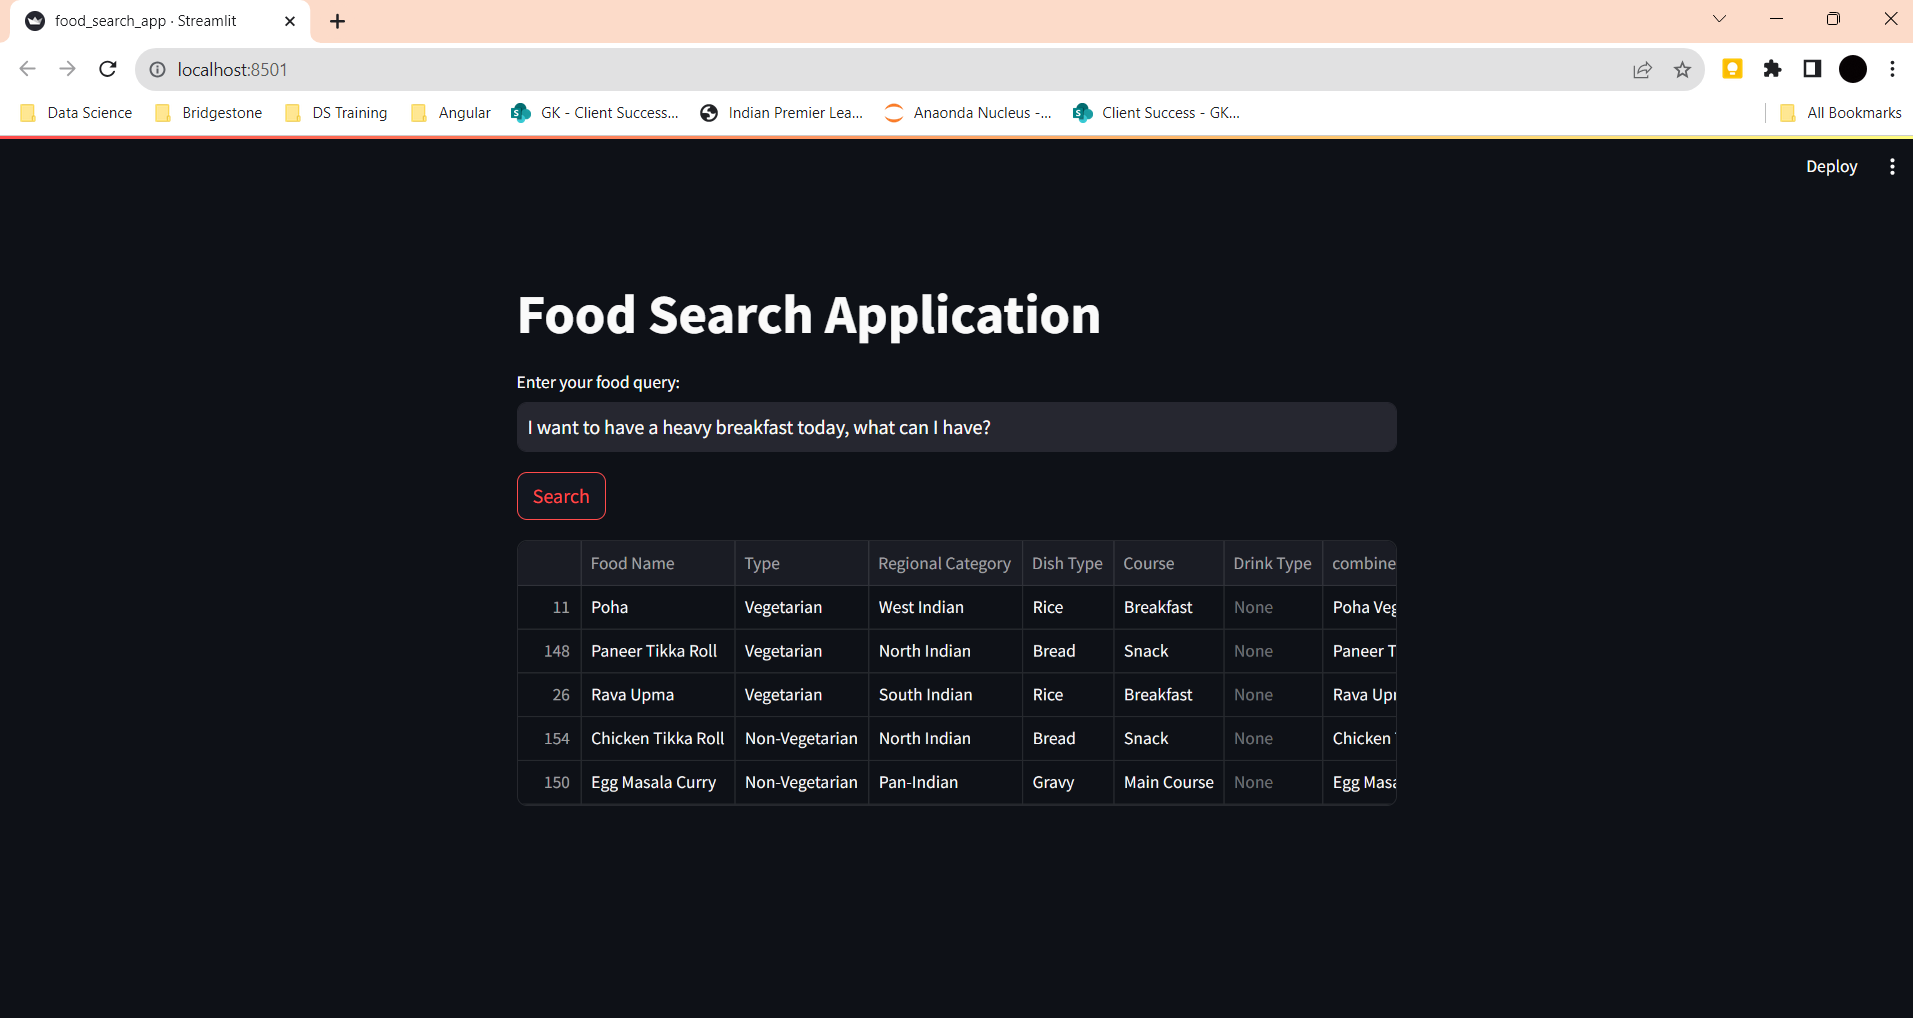 food_search_app · Streamlit
localhost:8501
Data Science Bridgestone DS Training Angular GK - Client Success... Indian Premier Lea... Anaonda Nucleus -... Client Success - GK... All Bookmarks
Deploy
Food Search Application
Enter your food query:
I want to have a heavy breakfast today, what can I have?
Search
Food Name Type Regional Category Dish Type Course Drink Type combine
11 Poha Vegetarian West Indian Rice Breakfast None Poha Veg
148 Paneer Tikka Roll Vegetarian North Indian Bread Snack None Paneer T
26 Rava Upma Vegetarian South Indian Rice Breakfast None Rava Upm
154 Chicken Tikka Roll Non-Vegetarian North Indian Bread Snack None Chicken
150 Egg Masala Curry Non-Vegetarian Pan-Indian Gravy Main Course None Egg Masa